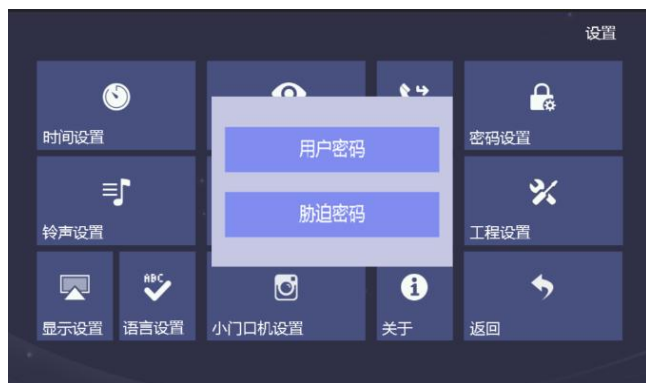 设置
时间设置
密码设置
用户密码
胁迫密码
铃声设置
工程设置
ABC
显示设置
语言设置
小门口机设置
关于
返回